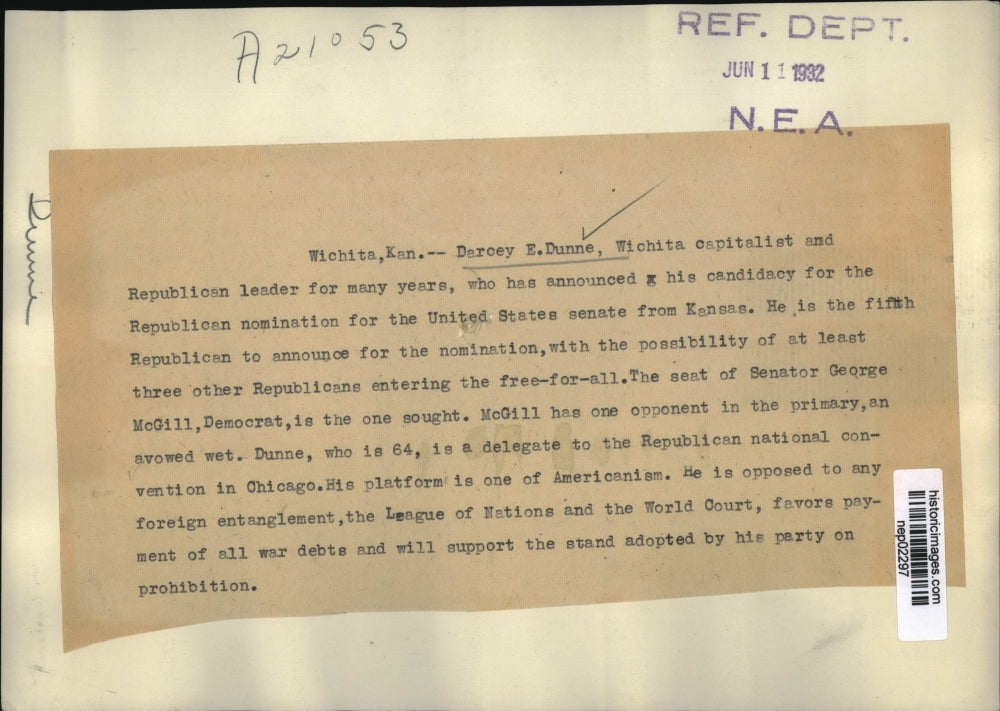 A21053
REF. DEPT.
JUN 11 1932
N. E. A.
Dunne
Wichita,Kan.-- Darcey E.Dunne, Wichita capitalist and
Republican leader for many years, who has announced x his candidacy for the
Republican nomination for the United States senate from Kansas. He is the fifth
Republican to announce for the nomination,with the possibility of at least
three other Republicans entering the free-for-all.The seat of Senator George
McGill,Democrat,is the one sought. McGill has one opponent in the primary,an
avowed wet. Dunne, who is 64, is a delegate to the Republican national con-
vention in Chicago.His platform is one of Americanism. He is opposed to any
foreign entanglement,the League of Nations and the World Court, favors pay-
ment of all war debts and will support the stand adopted by his party on
prohibition.
historicimages.com
nep02297